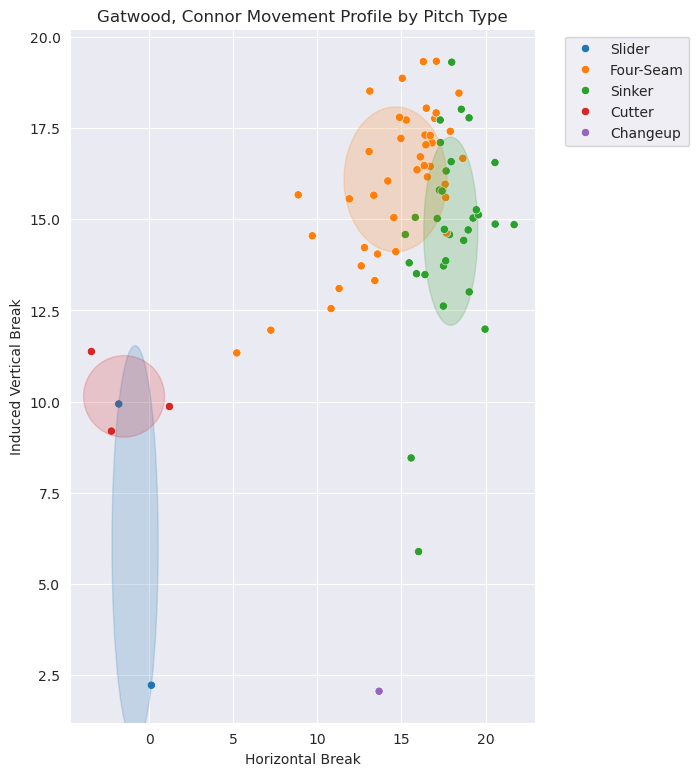 Gatwood, Connor Movement Profile by Pitch Type
Slider
Four-Seam
Sinker
Cutter
Changeup
Induced Vertical Break
20.0
17.5
15.0
12.5
10.0
7.5
5.0
2.5
0
5
10
15
20
Horizontal Break